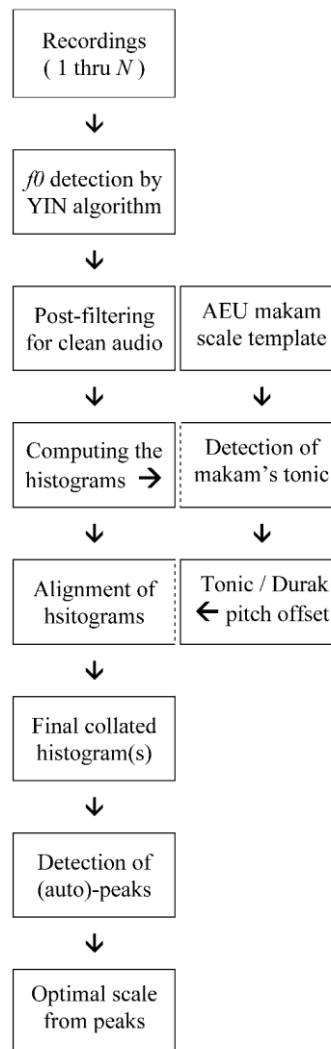 Recordings
( 1 thru N )
f0 detection by
YIN algorithm
Post-filtering
for clean audio
AEU makam
scale template
Computing the
histograms →
Detection of
makam's tonic
Alignment of
hsitograms
Tonic / Durak
← pitch offset
Final collated
histogram(s)
Detection of
(auto)-peaks
Optimal scale
from peaks